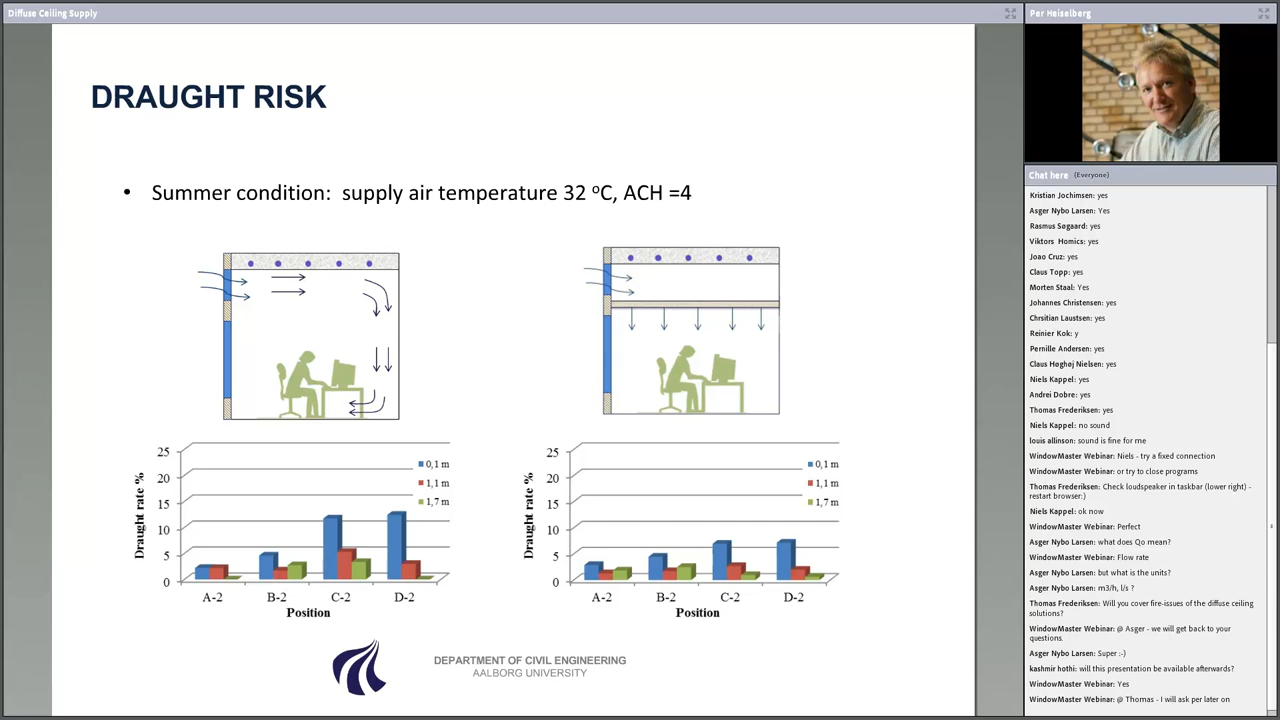 Diffuse Ceiling Supply
DRAUGHT RISK
• Summer condition: supply air temperature 32 ºC, ACH =4
25
20
15
10
5
0
Draught rate %
0,1 m
1,1 m
1,7 m
A-2
B-2
C-2
D-2
Position
25
20
15
10
5
0
Draught rate %
0,1 m
1,1 m
1,7 m
A-2
B-2
C-2
D-2
Position
DEPARTMENT OF CIVIL ENGINEERING
AALBORG UNIVERSITY
Per Heiselberg
Chat here (Everyone)
Kristian Jochimsen: yes
Asger Nybo Larsen: Yes
Rasmus Søgaard: yes
Viktors Homics: yes
Joao Cruz: yes
Claus Topp: yes
Morten Staal: Yes
Johannes Christensen: yes
Chrsitian Laustsen: yes
Reinier Kok: y
Pernille Andersen: yes
Claus Høghøj Nielsen: yes
Niels Kappel: yes
Andrei Dobre: yes
Thomas Frederiksen: yes
Niels Kappel: no sound
louis allinson: sound is fine for me
WindowMaster Webinar: Niels - try a fixed connection
WindowMaster Webinar: or try to close programs
Thomas Frederiksen: Check loudspeaker in taskbar (lower right) -
restart browser:)
Niels Kappel: ok now
WindowMaster Webinar: Perfect
Asger Nybo Larsen: what does Qo mean?
WindowMaster Webinar: Flow rate
Asger Nybo Larsen: but what is the units?
Asger Nybo Larsen: m3/h, l/s ?
Thomas Frederiksen: Will you cover fire-issues of the diffuse ceiling
solutions?
WindowMaster Webinar: @ Asger - we will get back to your
questions.
Asger Nybo Larsen: Super :-)
kashmir hothi: will this presentation be available afterwards?
WindowMaster Webinar: Yes
WindowMaster Webinar: @ Thomas - I will ask per later on